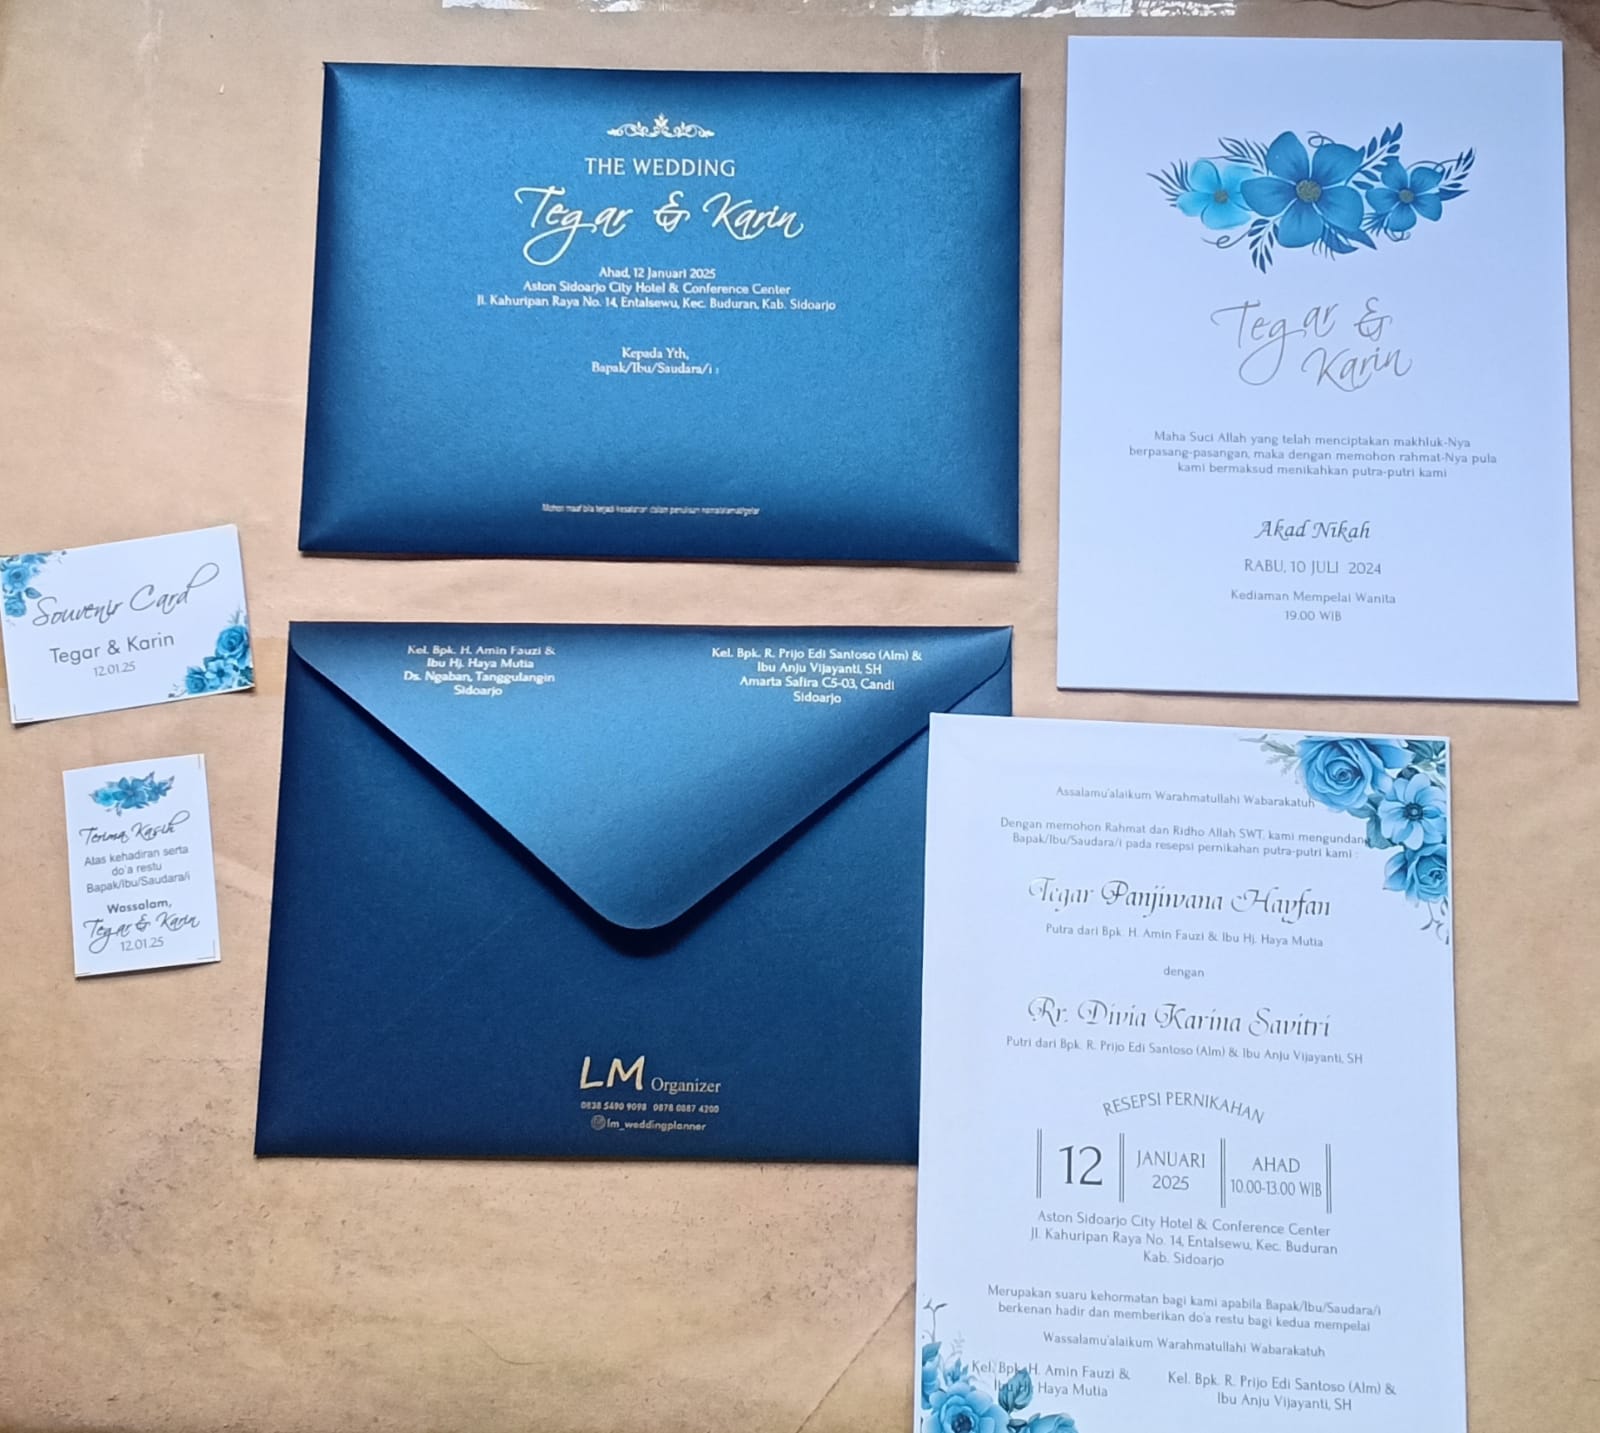 THE WEDDING
Tegar & Karin
Ahad, 12 Januari 2025
Aston Sidoarjo City Hotel & Conference Center
Jl. Kahuripan Raya No. 14, Entalsewu, Kec. Buduran, Kab. Sidoarjo
Kepada Yth,
Bapak/Ibu/Saudara/i :
Mohon maaf bila terjadi kesalahan dalam penulisan nama/alamat/gelar
Tegar &
Karin
Maha Suci Allah yang telah menciptakan makhluk-Nya
berpasang-pasangan, maka dengan memohon rahmat-Nya pula
kami bermaksud menikahkan putra-putri kami
Akad Nikah
RABU, 10 JULI 2024
Kediaman Mempelai Wanita
19.00 WIB
Souvenir Card
Tegar & Karin
12.01.25
Terima Kasih
Atas kehadiran serta
do'a restu
Bapak/Ibu/Saudara/i
Wassalam,
Tegar & Karin
12.01.25
Kel. Bpk. H. Amin Fauzi &
Ibu Hj. Haya Mutia
Ds. Ngaban, Tanggulangin
Sidoarjo
Kel. Bpk. R. Prijo Edi Santoso (Alm) &
Ibu Anju Vijayanti, SH
Amarta Safira C5-03, Candi
Sidoarjo
LM Organizer
0838 5490 9098 0878 0887 4200
lm_weddingplanner
Assalamu'alaikum Warahmatullahi Wabarakatuh
Dengan memohon Rahmat dan Ridho Allah SWT, kami mengundang
Bapak/Ibu/Saudara/i pada resepsi pernikahan putra-putri kami :
Tegar Panjiwana Hayfan
Putra dari Bpk. H. Amin Fauzi & Ibu Hj. Haya Mutia
dengan
Rr. Divia Karina Savitri
Putri dari Bpk. R. Prijo Edi Santoso (Alm) & Ibu Anju Vijayanti, SH
RESEPSI PERNIKAHAN
12
JANUARI
2025
AHAD
10.00-13.00 WIB
Aston Sidoarjo City Hotel & Conference Center
Jl. Kahuripan Raya No. 14, Entalsewu, Kec. Buduran
Kab. Sidoarjo
Merupakan suaru kehormatan bagi kami apabila Bapak/Ibu/Saudara/i
berkenan hadir dan memberikan do'a restu bagi kedua mempelai
Wassalamu'alaikum Warahmatullahi Wabarakatuh
Kel. Bpk. H. Amin Fauzi &
Ibu Hj. Haya Mutia
Kel. Bpk. R. Prijo Edi Santoso (Alm) &
Ibu Anju Vijayanti, SH